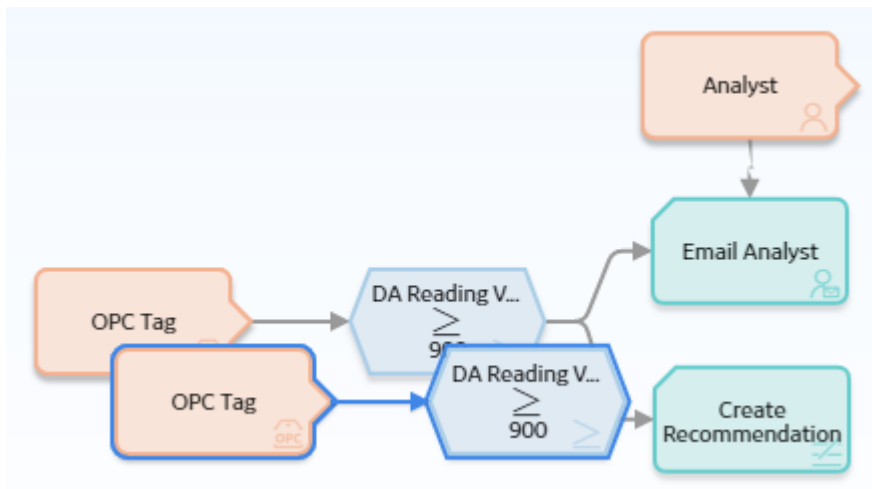 Analyst
Email Analyst
DA Reading V...
≥
OPC Tag
DA Reading V...
≥
900
OPC Tag
OPC
Create
Recommendation